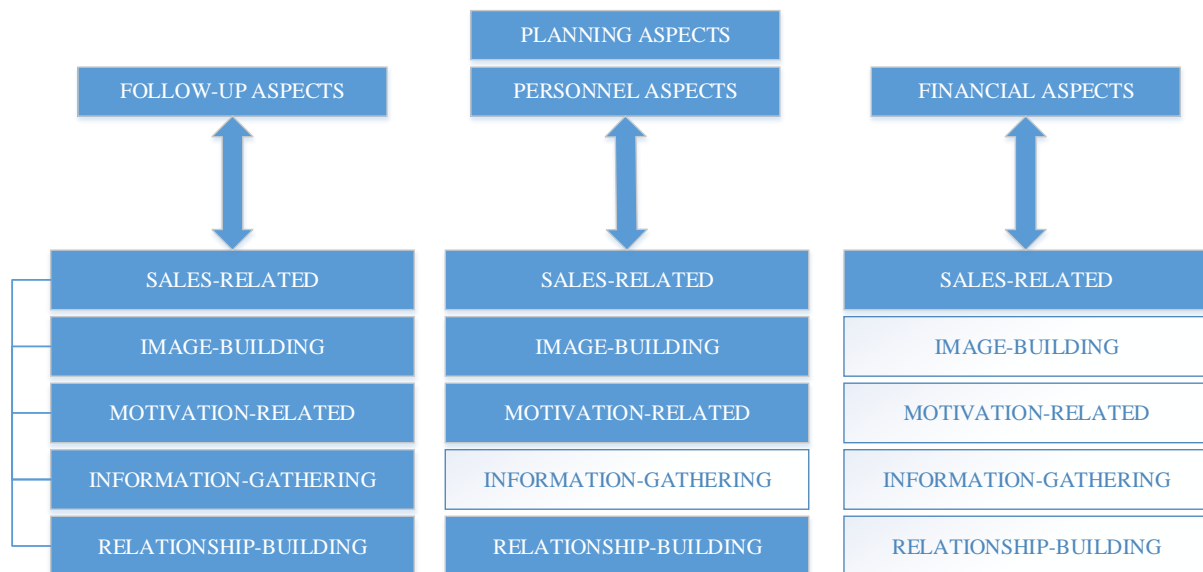 PLANNING ASPECTS
FOLLOW-UP ASPECTS
PERSONNEL ASPECTS
FINANCIAL ASPECTS
SALES-RELATED
SALES-RELATED
SALES-RELATED
IMAGE-BUILDING
IMAGE-BUILDING
IMAGE-BUILDING
MOTIVATION-RELATED
MOTIVATION-RELATED
MOTIVATION-RELATED
INFORMATION-GATHERING
INFORMATION-GATHERING
INFORMATION-GATHERING
RELATIONSHIP-BUILDING
RELATIONSHIP-BUILDING
RELATIONSHIP-BUILDING